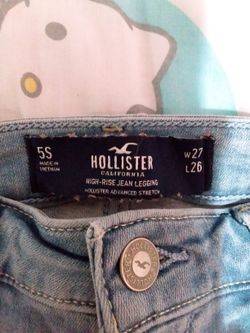 5S
MADE IN
VIETNAM
HOLLISTER
CALIFORNIA
HIGH-RISE JEAN LEGGING
HOLLISTER ADVANCED STRETCH
W 27
L 26